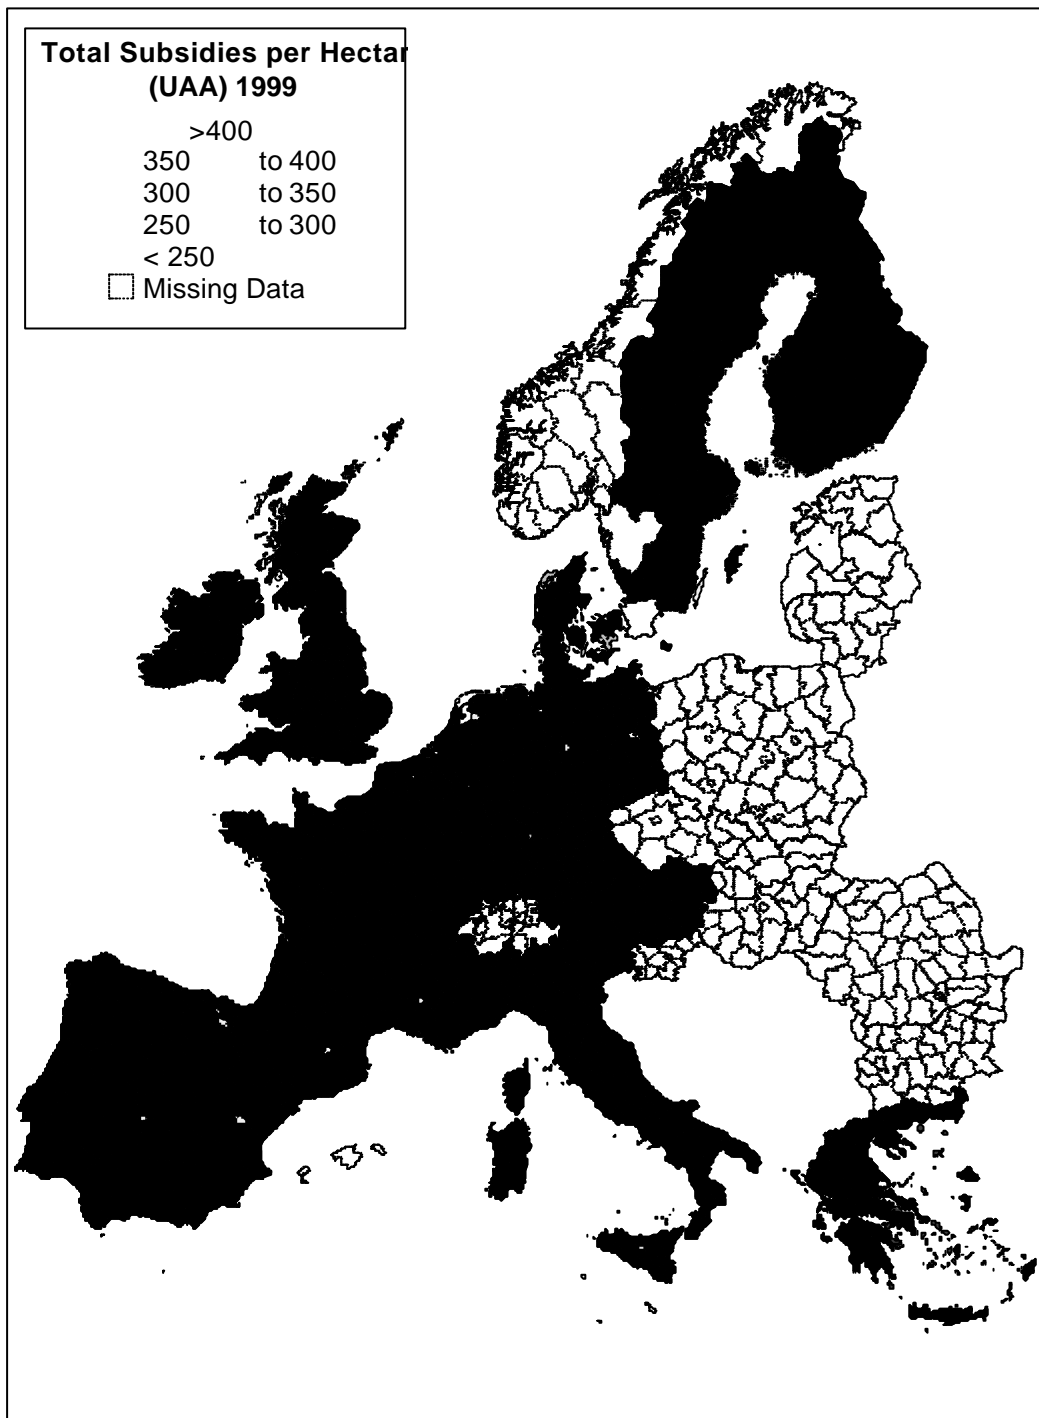 Total Subsidies per Hectar
(UAA) 1999
>400
350 to 400
300 to 350
250 to 300
< 250
Missing Data